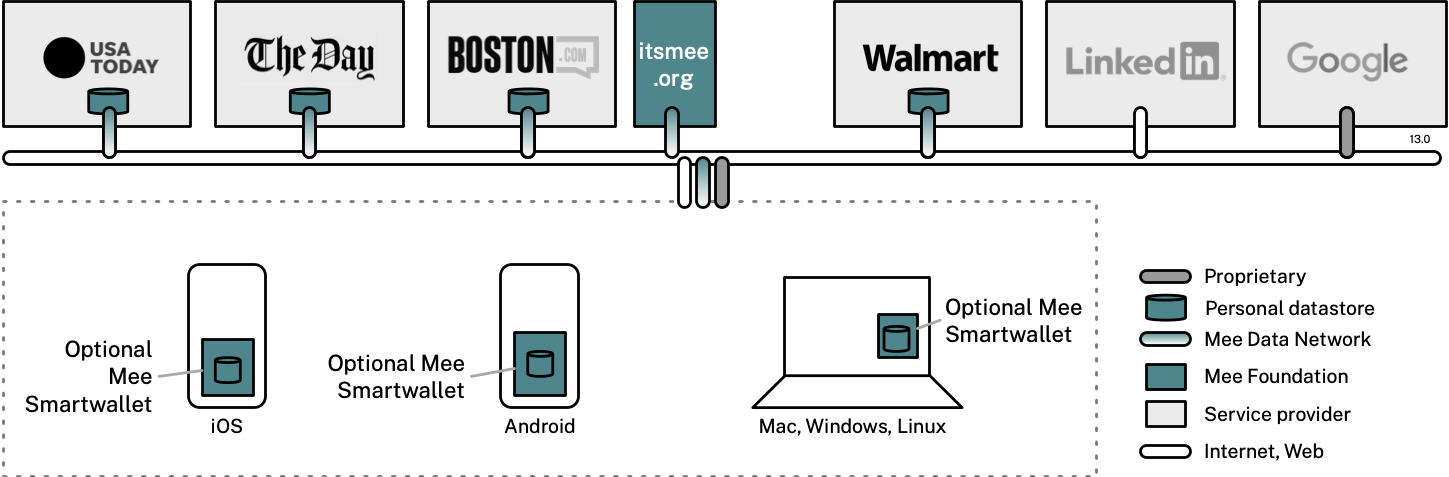 USA
TODAY
The Day
BOSTON
.COM
itsmee
.org
Walmart
Linked in
Google
13.0
Optional
Mee
Smartwallet
iOS
Optional Mee
Smartwallet
Android
Optional Mee
Smartwallet
Mac, Windows, Linux
Proprietary
Personal datastore
Mee Data Network
Mee Foundation
Service provider
Internet, Web